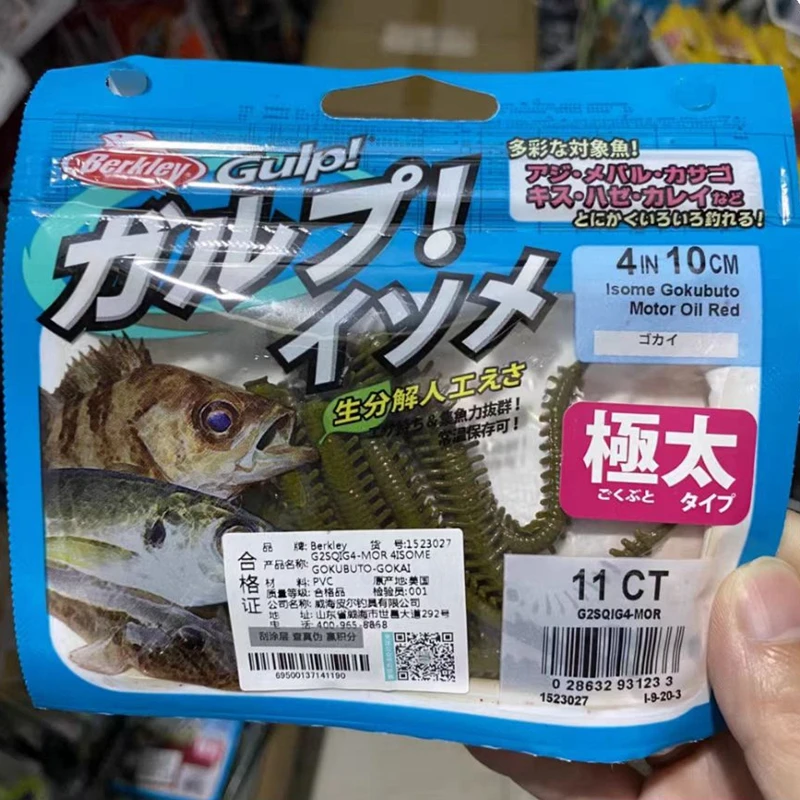 Berkley Gulp!
ガルプ!
イソメ
多彩な対象魚!
アジ・メバル・カサゴ
キス・ハゼ・カレイなど
とにかくいろいろ釣れる!
4IN 10CM
Isome Gokubuto
Motor Oil Red
ゴカイ
生分解人工えさ
常温保存可!
極太
ごくぶと タイプ
合格证
品 牌: Berkley 货 号:1523027
产品名称: G2SQIG4-MOR 4ISOME
GOKUBUTO-GOKAI
材 料: PVC 原产地:美国
质量等级: 合格品 检验员:001
公司名称: 威海皮尔钓具有限公司
地 址: 山东省威海市世昌大道292号
电 话: 400-965-8868
刮涂层 查真伪 赢积分
69500137141190
11 CT
G2SQIG4-MOR
0 28632 93123 3
1523027 I-9-20-3